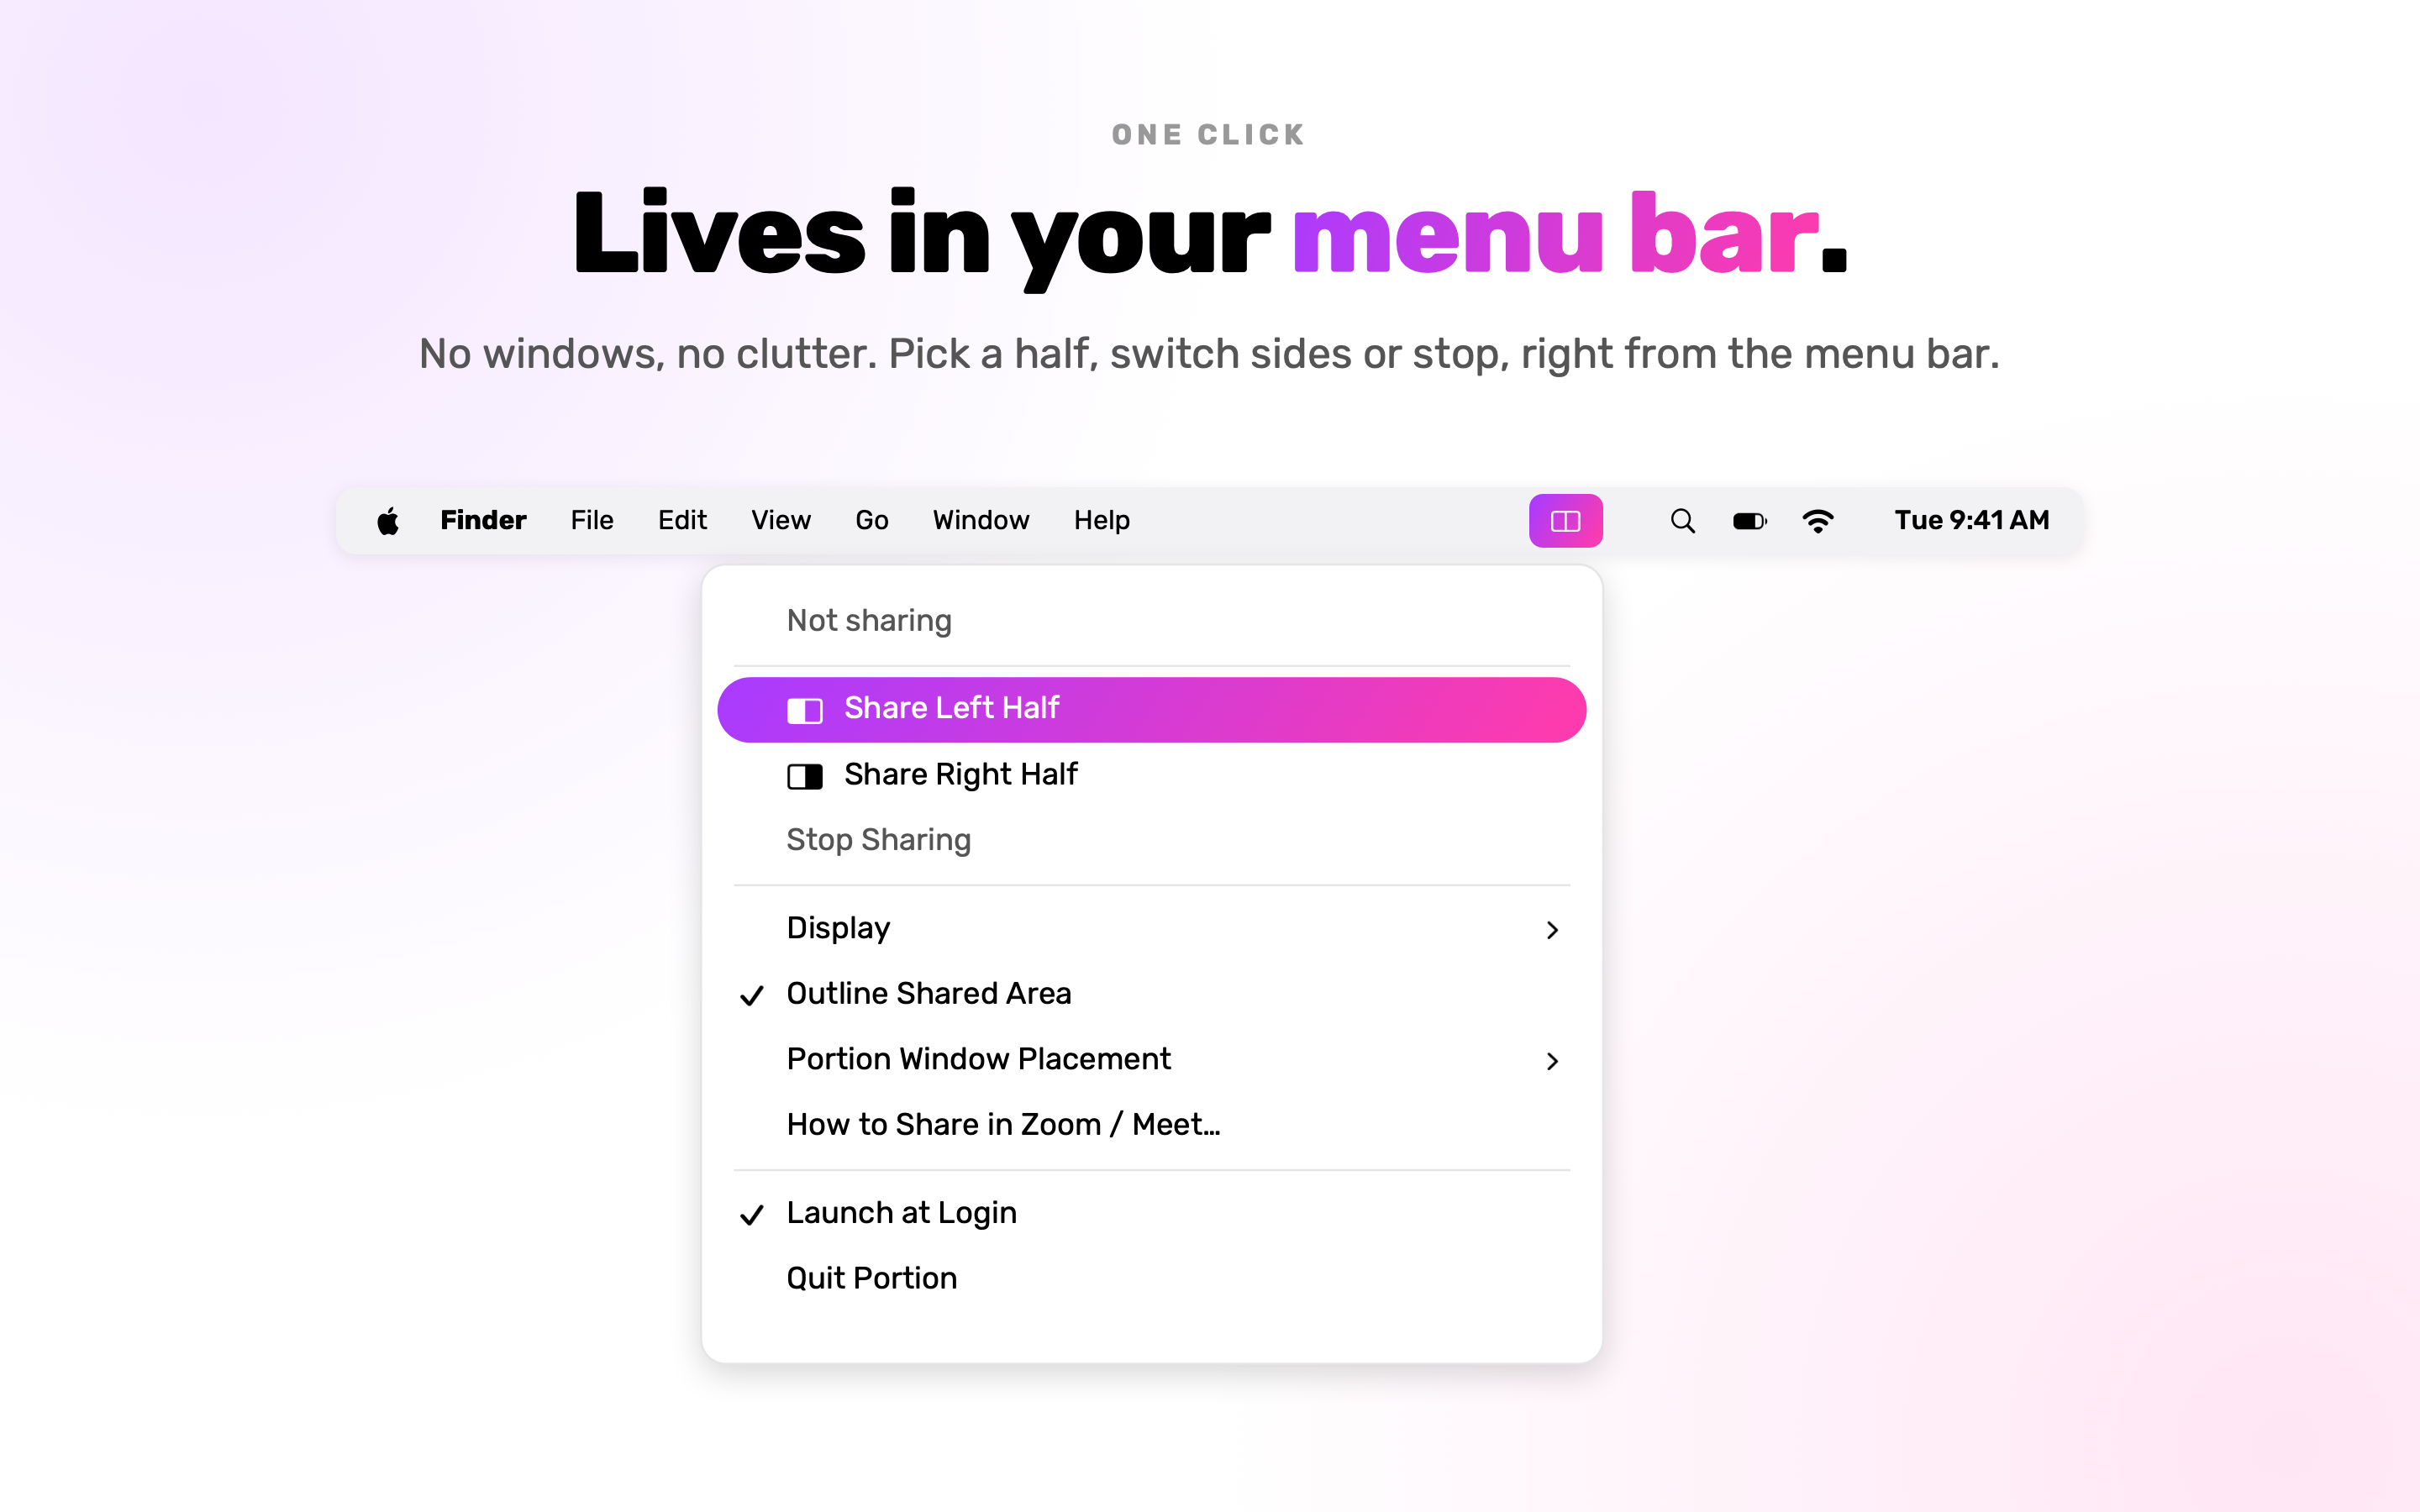 ONE CLICK
Lives in your menu bar.
No windows, no clutter. Pick a half, switch sides or stop, right from the menu bar.
Finder File Edit View Go Window Help Tue 9:41 AM
Not sharing
Share Left Half
Share Right Half
Stop Sharing
Display
Outline Shared Area
Portion Window Placement
How to Share in Zoom / Meet...
Launch at Login
Quit Portion